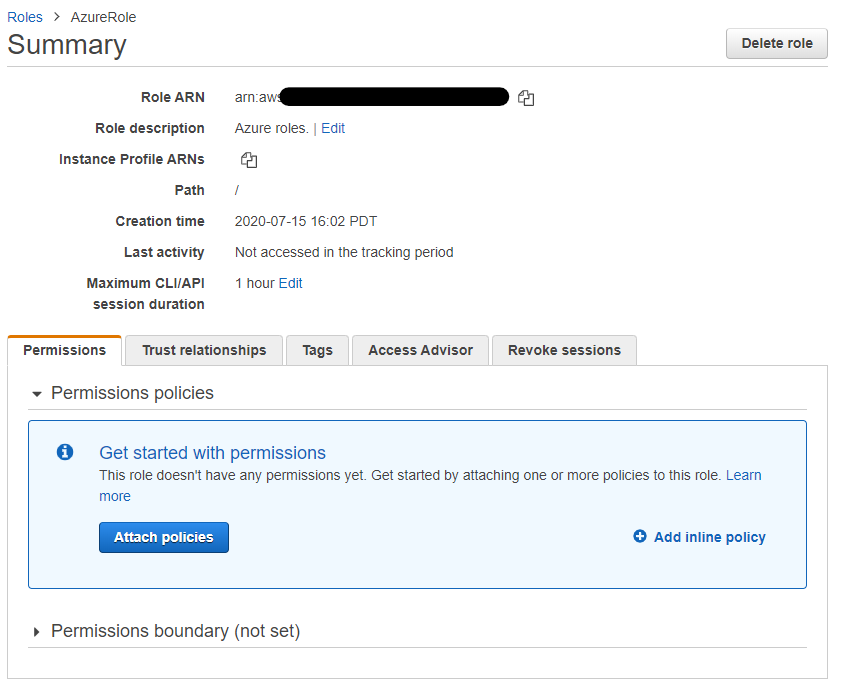 Roles > AzureRole
Summary
Delete role
Role ARN arn:aws
Role description Azure roles. | Edit
Instance Profile ARNs
Path /
Creation time 2020-07-15 16:02 PDT
Last activity Not accessed in the tracking period
Maximum CLI/API 1 hour Edit
session duration
Permissions Trust relationships Tags Access Advisor Revoke sessions
Permissions policies
Get started with permissions
This role doesn't have any permissions yet. Get started by attaching one or more policies to this role. Learn
more
Attach policies Add inline policy
Permissions boundary (not set)